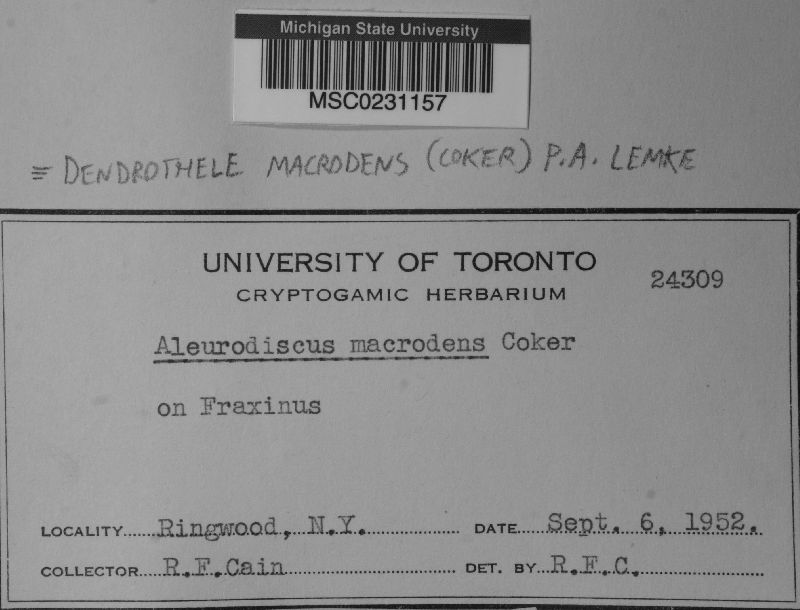 Michigan State University
MSC0231157
≡ DENDROTHELE MACRODENS (COKER) P.A. LEMKE
UNIVERSITY OF TORONTO
CRYPTOGAMIC HERBARIUM
24309
Aleurodiscus macrodens Coker
on Fraxinus
LOCALITY Ringwood, N.Y. DATE Sept. 6, 1952.
COLLECTOR R.F.Cain DET. BY R.F.C.